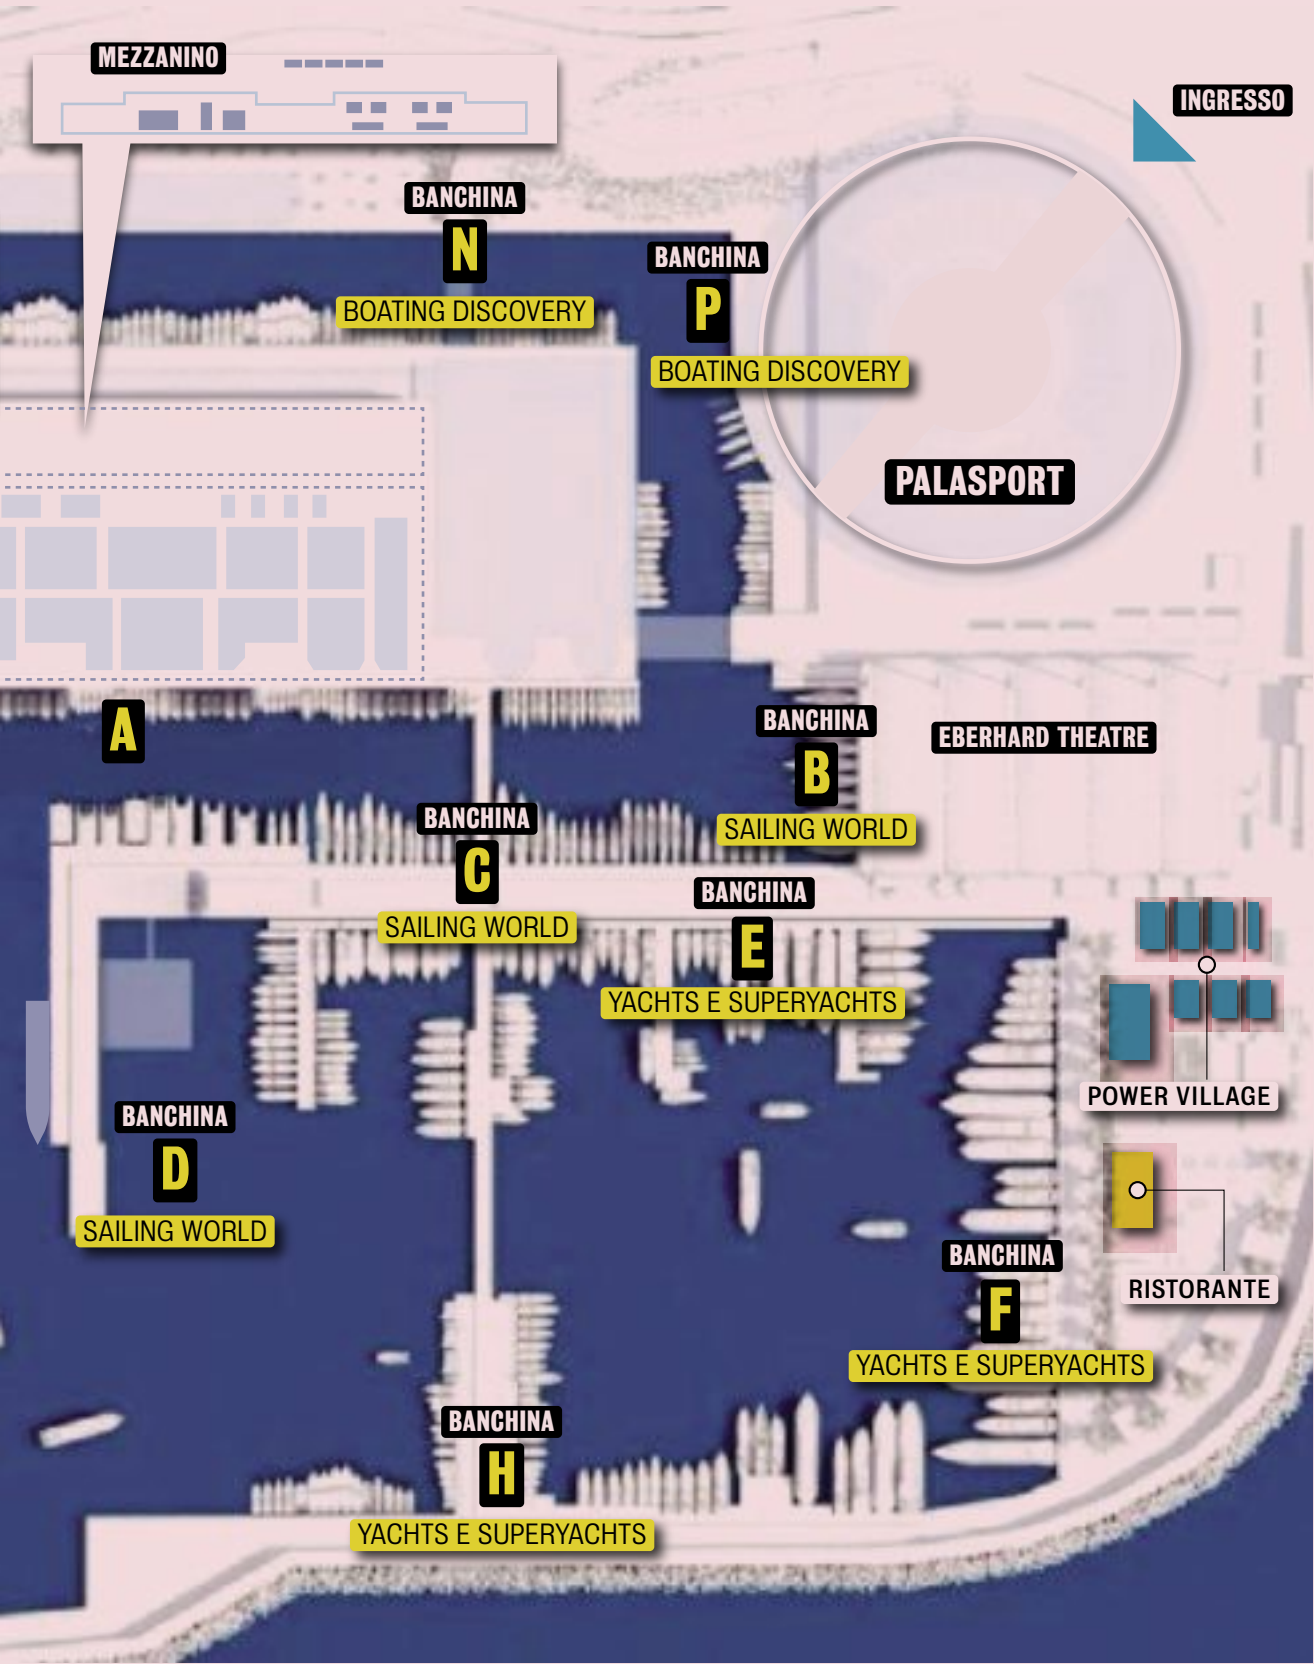 MEZZANINO
INGRESSO
BANCHINA
N
BOATING DISCOVERY
BANCHINA
P
BOATING DISCOVERY
PALASPORT
A
BANCHINA
B
SAILING WORLD
EBERHARD THEATRE
BANCHINA
C
SAILING WORLD
BANCHINA
E
YACHTS E SUPERYACHTS
POWER VILLAGE
BANCHINA
D
SAILING WORLD
RISTORANTE
BANCHINA
F
YACHTS E SUPERYACHTS
BANCHINA
H
YACHTS E SUPERYACHTS